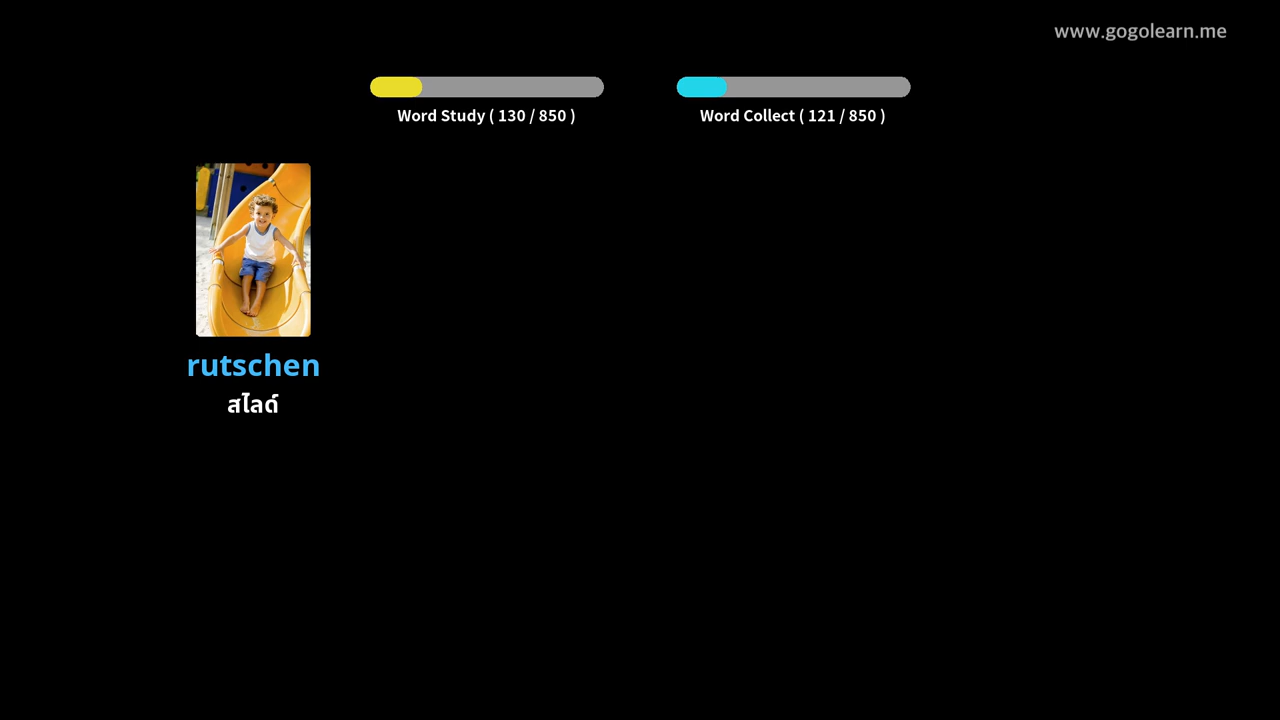 www.gogolearn.me
Word Study ( 130 / 850 )
Word Collect ( 121 / 850 )
rutschen
สไลด์